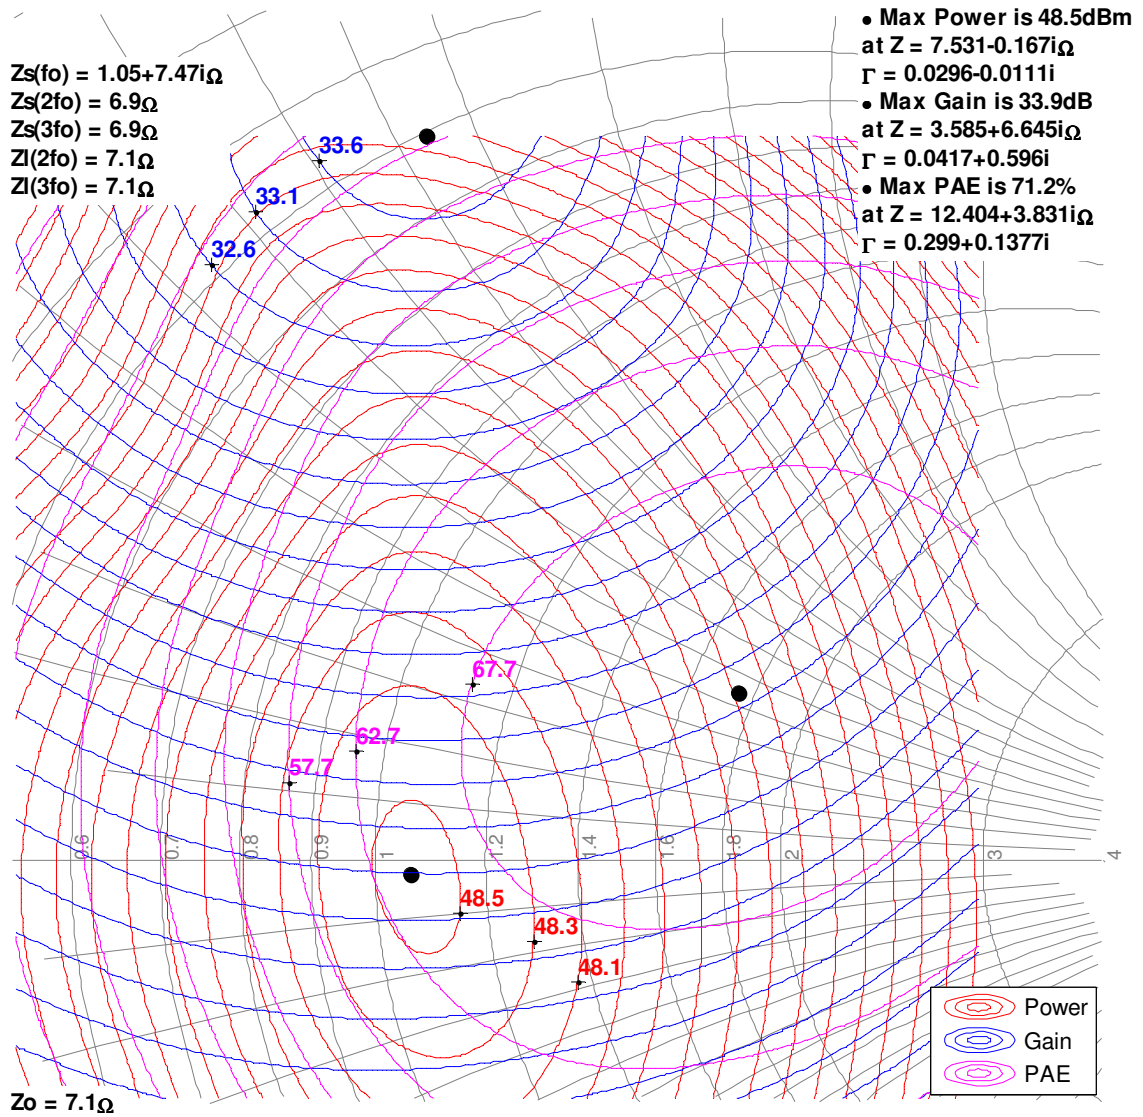 Zs(fo) = 1.05+7.47iΩ
Zs(2fo) = 6.9Ω
Zs(3fo) = 6.9Ω
Zl(2fo) = 7.1Ω
Zl(3fo) = 7.1Ω
● Max Power is 48.5dBm
at Z = 7.531-0.167iΩ
Γ = 0.0296-0.0111i
● Max Gain is 33.9dB
at Z = 3.585+6.645iΩ
Γ = 0.0417+0.596i
● Max PAE is 71.2%
at Z = 12.404+3.831iΩ
Γ = 0.299+0.1377i
33.6
33.1
32.6
67.7
62.7
57.7
0.6 0.7 0.8 0.9 1 1.2 1.4 1.6 1.8 2 3 4
48.5
48.3
48.1
Power
Gain
PAE
Zo = 7.1Ω